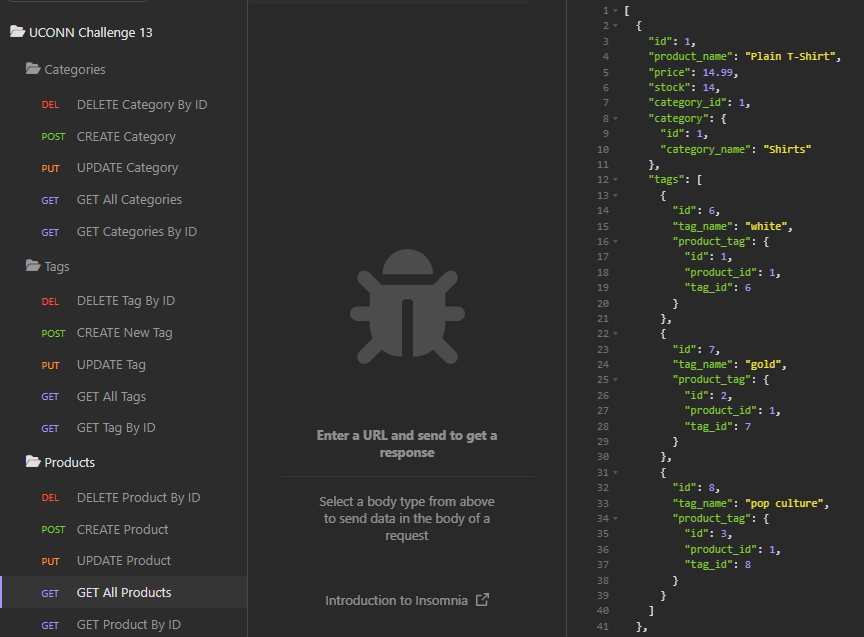 UCONN Challenge 13
Categories
DEL DELETE Category By ID
POST CREATE Category
PUT UPDATE Category
GET GET All Categories
GET GET Categories By ID
Tags
DEL DELETE Tag By ID
POST CREATE New Tag
PUT UPDATE Tag
GET GET All Tags
GET GET Tag By ID
Products
DEL DELETE Product By ID
POST CREATE Product
PUT UPDATE Product
GET GET All Products
GET GET Product By ID
Enter a URL and send to get a
response
Select a body type from above
to send data in the body of a
request
Introduction to Insomnia
1 [
2 {
3 "id": 1,
4 "product_name": "Plain T-Shirt",
5 "price": 14.99,
6 "stock": 14,
7 "category_id": 1,
8 "category": {
9 "id": 1,
10 "category_name": "Shirts"
11 },
12 "tags": [
13 {
14 "id": 6,
15 "tag_name": "white",
16 "product_tag": {
17 "id": 1,
18 "product_id": 1,
19 "tag_id": 6
20 }
21 },
22 {
23 "id": 7,
24 "tag_name": "gold",
25 "product_tag": {
26 "id": 2,
27 "product_id": 1,
28 "tag_id": 7
29 }
30 },
31 {
32 "id": 8,
33 "tag_name": "pop culture",
34 "product_tag": {
35 "id": 3,
36 "product_id": 1,
37 "tag_id": 8
38 }
39 }
40 ]
41 },